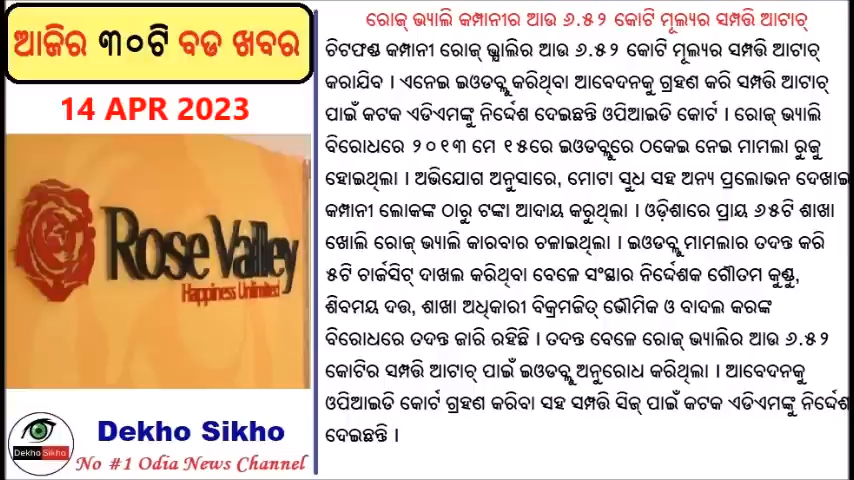 ଆଜିର ୩୦ଟି ବଡ ଖବର
14 APR 2023
Rose Valley
Happiness Unlimited
Dekho Sikho
Dekho Sikho
No #1 Odia News Channel
ରୋଜ୍ ଭ୍ୟାଲି କମ୍ପାନୀର ଆଉ ୬.୫୨ କୋଟି ମୂଲ୍ୟର ସମ୍ପତ୍ତି ଆଟାଚ୍
ଚିଟଫଣ୍ଡ କମ୍ପାନୀ ରୋଜ୍ ଭ୍ଯାଲିର ଆଉ ୬.୫୨ କୋଟି ମୂଲ୍ୟର ସମ୍ପତ୍ତି ଆଟାଚ୍
କରାଯିବ । ଏନେଇ ଇଓଡବ୍ଲୁ କରିଥିବା ଆବେଦନକୁ ଗ୍ରହଣ କରି ସମ୍ପତ୍ତି ଆଟାଚ୍
ପାଇଁ କଟକ ଏଡିଏମଙ୍କୁ ନିର୍ଦ୍ଦେଶ ଦେଇଛନ୍ତି ଓପିଆଇଡି କୋର୍ଟ । ରୋଜ୍ ଭ୍ୟାଲି
ବିରୋଧରେ ୨୦୧୩ ମେ ୧୫ରେ ଇଓଡବ୍ଲୁରେ ଠକେଇ ନେଇ ମାମଲା ରୁଜୁ
ହୋଇଥିଲା । ଅଭିଯୋଗ ଅନୁସାରେ, ମୋଟା ସୁଧ ସହ ଅନ୍ୟ ପ୍ରଲୋଭନ ଦେଖାଇ
କମ୍ପାନୀ ଲୋକଙ୍କ ଠାରୁ ଟଙ୍କା ଆଦାୟ କରୁଥିଲା । ଓଡ଼ିଶାରେ ପ୍ରାୟ ୬୫ଟି ଶାଖା
ଖୋଲି ରୋଜ୍ ଭ୍ୟାଲି କାରବାର ଚଳାଇଥିଲା । ଇଓଡବ୍ଲୁ ମାମଲାର ତଦନ୍ତ କରି
୫ଟି ଚାର୍ଜସିଟ୍ ଦାଖଲ କରିଥିବା ବେଳେ ସଂସ୍ଥାର ନିର୍ଦ୍ଦେଶକ ଗୌତମ କୁଣ୍ଡୁ,
ଶିବମୟ ଦତ୍ତ, ଶାଖା ଅଧିକାରୀ ବିକ୍ରମଜିତ୍ ଭୌମିକ ଓ ବାଦଲ କରଙ୍କ
ବିରୋଧରେ ତଦନ୍ତ ଜାରି ରହିଛି । ତଦନ୍ତ ବେଳେ ରୋଜ୍ ଭ୍ୟାଲିର ଆଉ ୬.୫୨
କୋଟିର ସମ୍ପତ୍ତି ଆଟାଚ୍ ପାଇଁ ଇଓଡବ୍ଲୁ ଅନୁରୋଧ କରିଥିଲା । ଆବେଦନକୁ
ଓପିଆଇଡି କୋର୍ଟ ଗ୍ରହଣ କରିବା ସହ ସମ୍ପତ୍ତି ସିଜ୍ ପାଇଁ କଟକ ଏଡିଏମଙ୍କୁ ନିର୍ଦ୍ଦେଶ
ଦେଇଛନ୍ତି ।